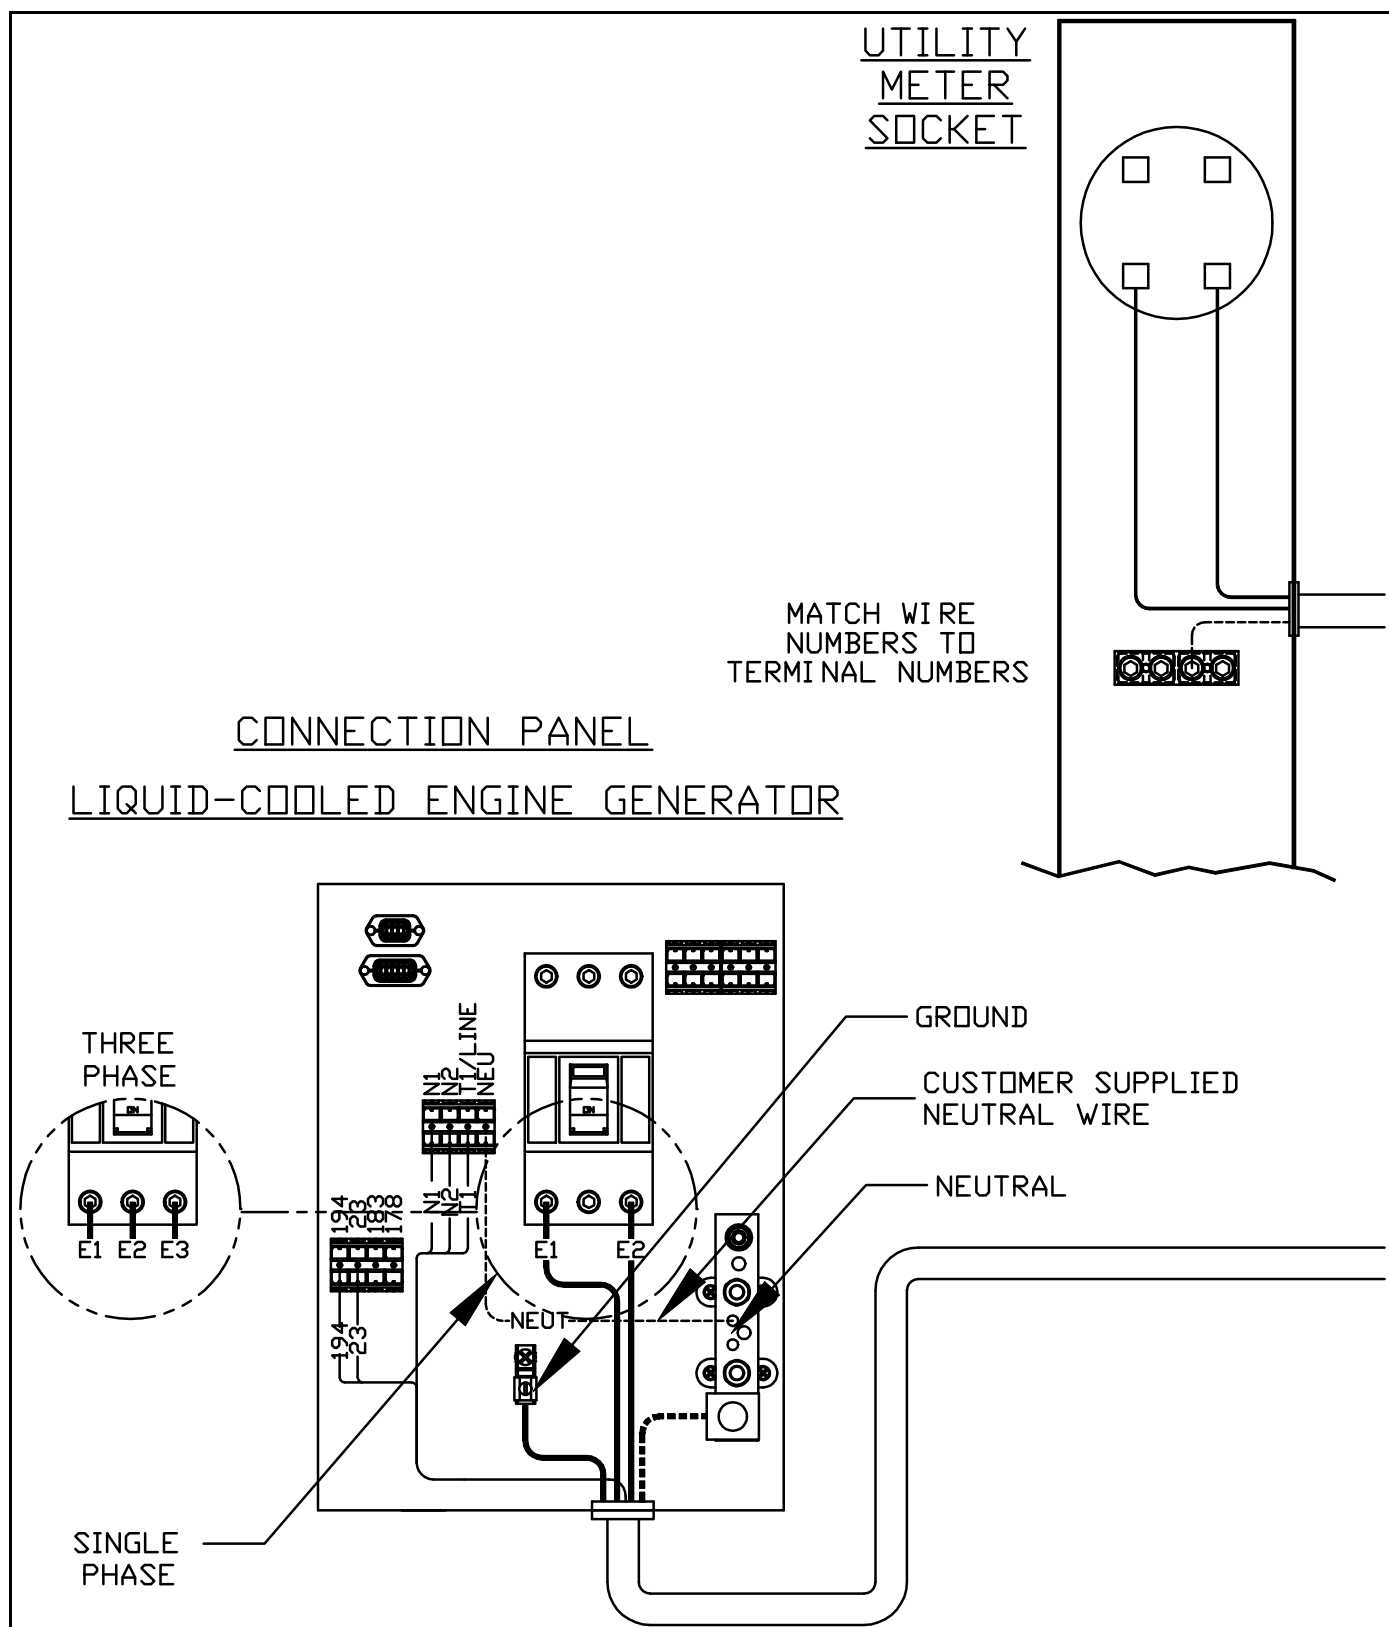 UTILITY
METER
SOCKET
MATCH WIRE
NUMBERS TO
TERMINAL NUMBERS
CONNECTION PANEL
LIQUID-COOLED ENGINE GENERATOR
THREE
PHASE
ON
E1 E2 E3
N1
N2
T1/LINE
NEU
194
23
183
178
N1
N2
T1
194
23
ON
E1 E2
NEUT
GROUND
CUSTOMER SUPPLIED
NEUTRAL WIRE
NEUTRAL
SINGLE
PHASE